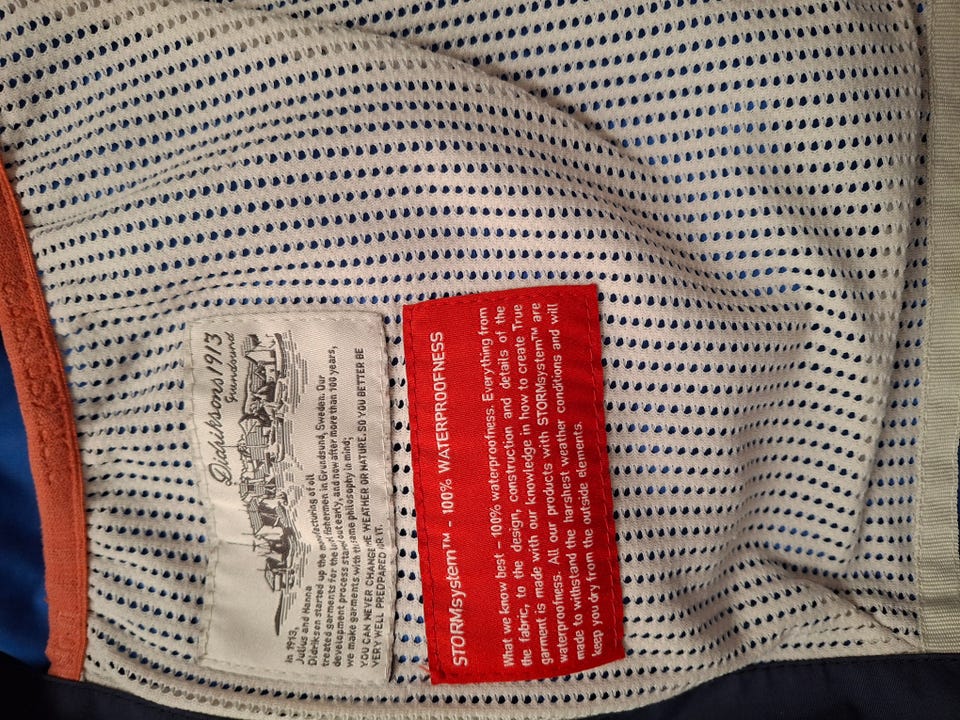 Didriksons 1913
Grundsund
in 1913,
Julius and Hanna
Didrikson started up the manufacturing of oil
treated garments for the fishermen in Grundsund, Sweden. Our
development process started out early, and now after more than 100 years,
we make garments with the same philosophy in mind;
YOU CAN NEVER CHANGE THE WEATHER OR NATURE. SO YOU BETTER BE
VERY WELL PREPARED FOR IT.
STORMsystem™ - 100% WATERPROOFNESS
What we know best – 100% waterproofness. Everything from
the fabric, to the design, construction and details of the
garment is made with our knowledge in how to create True
waterproofness. All our products with STORMsystem™ are
made to withstand the harshest weather conditions and will
keep you dry from the outside elements.